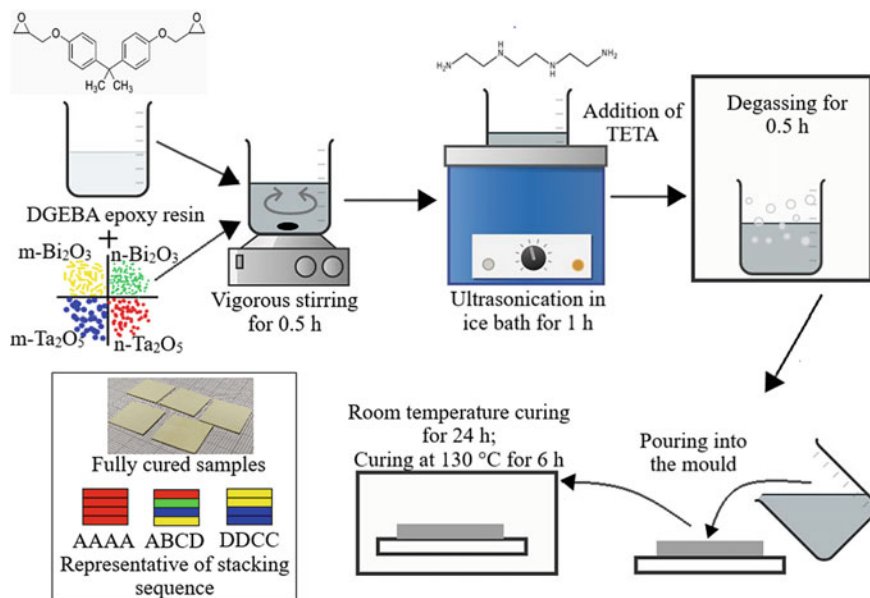 O
O
O
O
H₃C CH₃
DGEBA epoxy resin
+
m-Bi₂O₃ n-Bi₂O₃
m-Ta₂O₅ n-Ta₂O₅
Vigorous stirring
for 0.5 h
H₂N
H
N
N
H
NH₂
Ultrasonication in
ice bath for 1 h
Addition of
TETA
Degassing for
0.5 h
Pouring into
the mould
Room temperature curing
for 24 h;
Curing at 130 °C for 6 h
Fully cured samples
AAAA ABCD DDCC
Representative of stacking
sequence